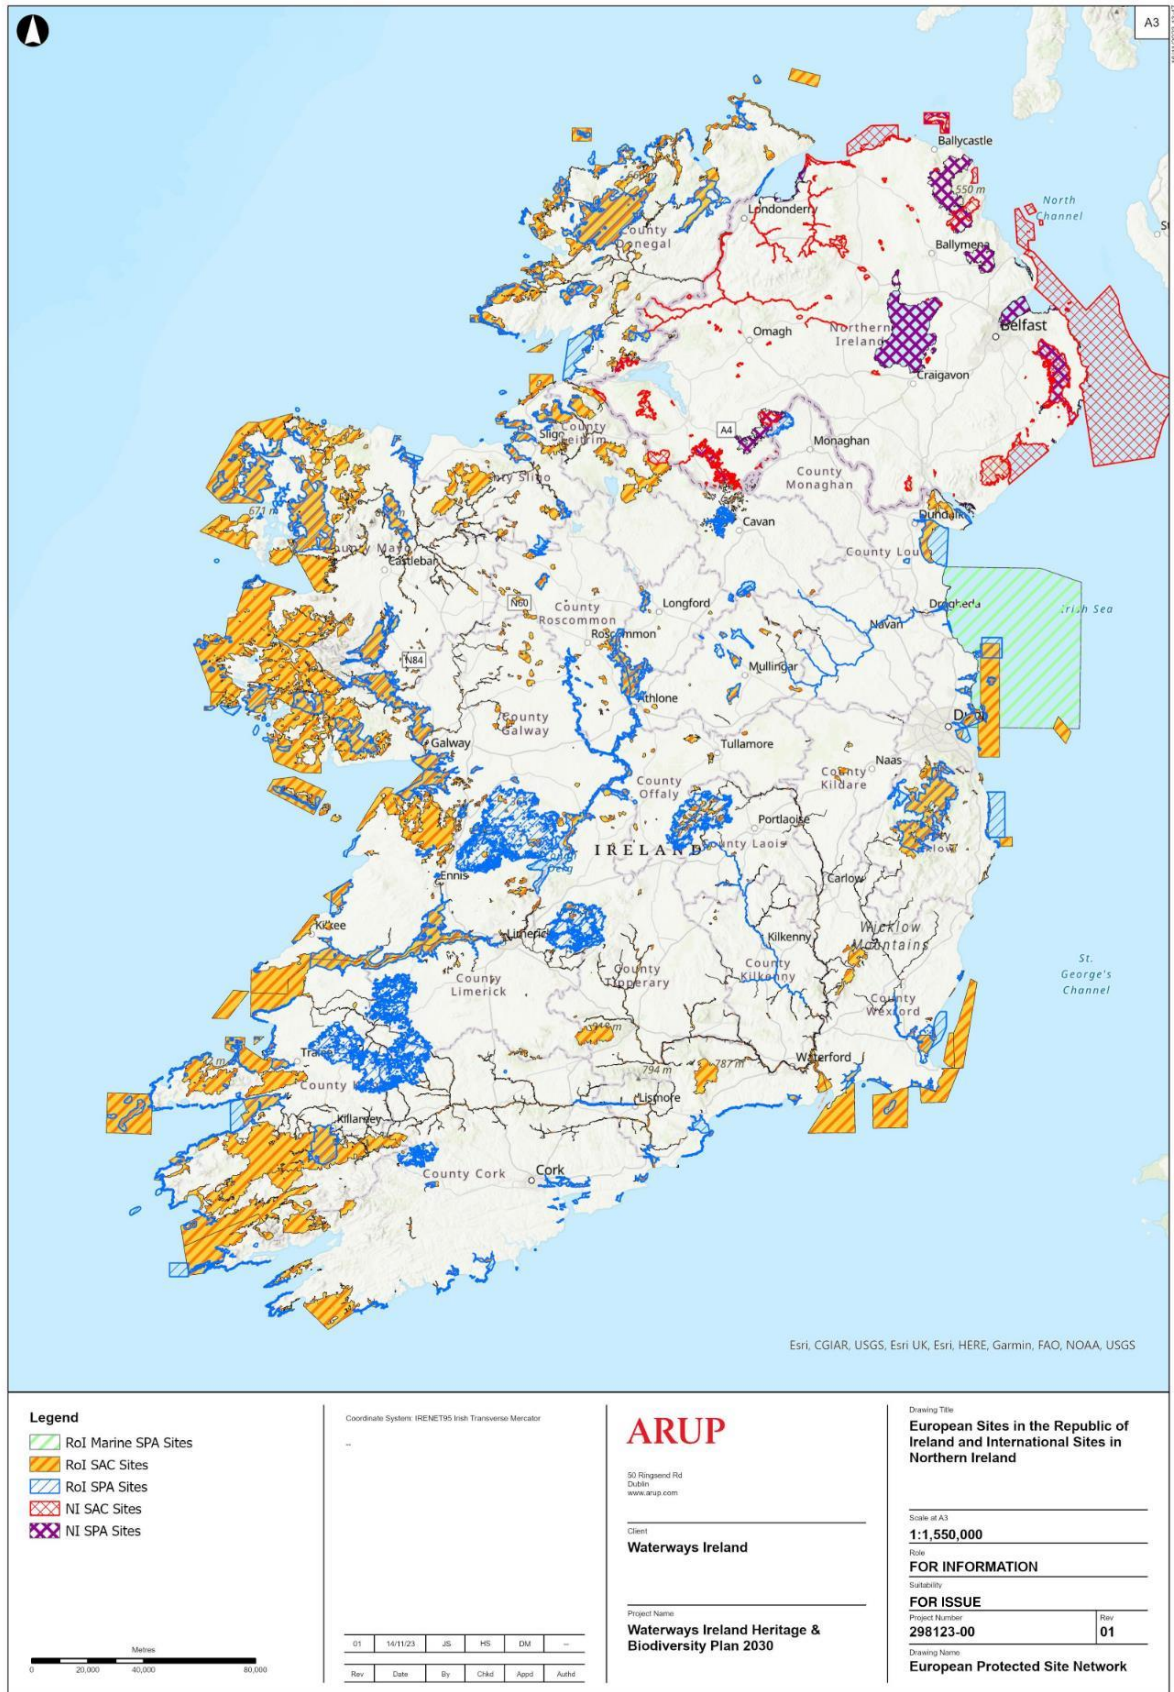 A3
Ballycastle
550 m
North
Channel
Londonderry
County
Donegal
Ballymena
Belfast
Omagh
Northern
Ireland
Craigavon
A4
Monaghan
County
Monaghan
Sligo
County
Leitrim
Cavan
Dundalk
671 m
Castlebar
N60
County
Roscommon
Longford
Drogheda
Irish Sea
Navan
Roscommon
N84
Mullingar
Athlone
County
Galway
Galway
Tullamore
Naas
County
Offaly
County
Kildare
Portlaoise
IRELAND
County Laois
Ennis
Carlow
Kilkee
Limerick
Kilkenny
Wicklow
Mountains
St.
George's
Channel
County
Limerick
County
Tipperary
County
Kilkenny
County
Wexford
Tralee
Waterford
794 m
787 m
Lismore
Killarney
County Cork
Cork
Esri, CGIAR, USGS, Esri UK, Esri, HERE, Garmin, FAO, NOAA, USGS
Legend
RoI Marine SPA Sites
RoI SAC Sites
RoI SPA Sites
NI SAC Sites
NI SPA Sites
Metres
0 20,000 40,000 80,000
Coordinate System: IRENET95 Irish Transverse Mercator
--
01 14/11/23 JS HS DM --
Rev Date By Chkd Appd Authd
ARUP
50 Ringsend Rd
Dublin
www.arup.com
Client
Waterways Ireland
Project Name
Waterways Ireland Heritage &
Biodiversity Plan 2030
Drawing Title
European Sites in the Republic of
Ireland and International Sites in
Northern Ireland
Scale at A3
1:1,550,000
Role
FOR INFORMATION
Suitability
FOR ISSUE
Project Number Rev
298123-00 01
Drawing Name
European Protected Site Network